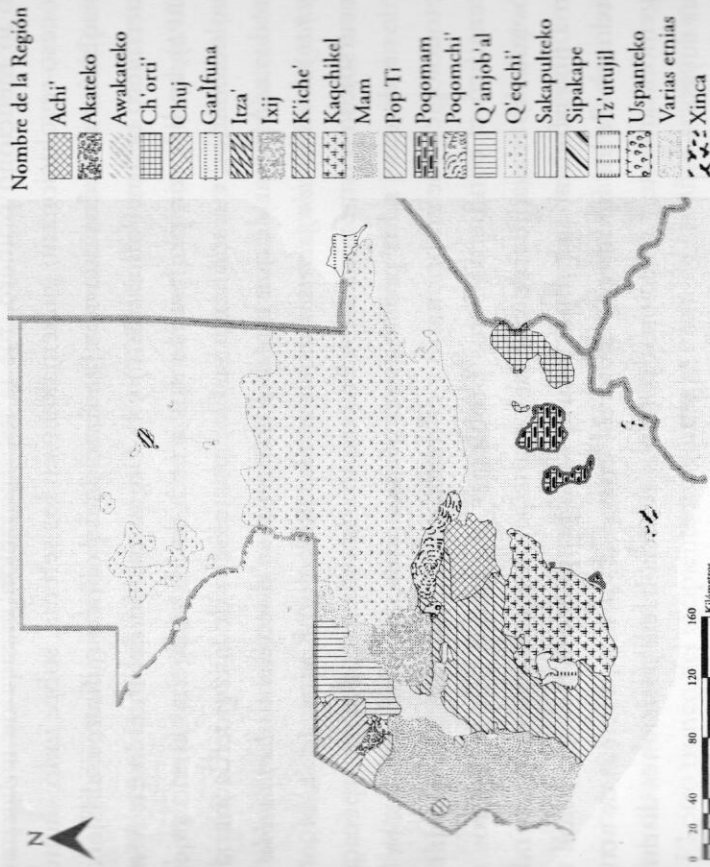 Nombre de la Región
Achi'
Akateko
Awakateko
Ch'orti'
Chuj
GarÍfuna
Itza'
Ixij
K'iche'
Kaqchikel
Mam
Pop Ti
Poqomam
Poqomchi'
Q'anjob'al
Q'eqchi'
Sakapulteko
Sipakape
Tz'utujil
Uspanteko
Varias etnias
Xinca
N
0 20 40 80 120 160
Kilómetros